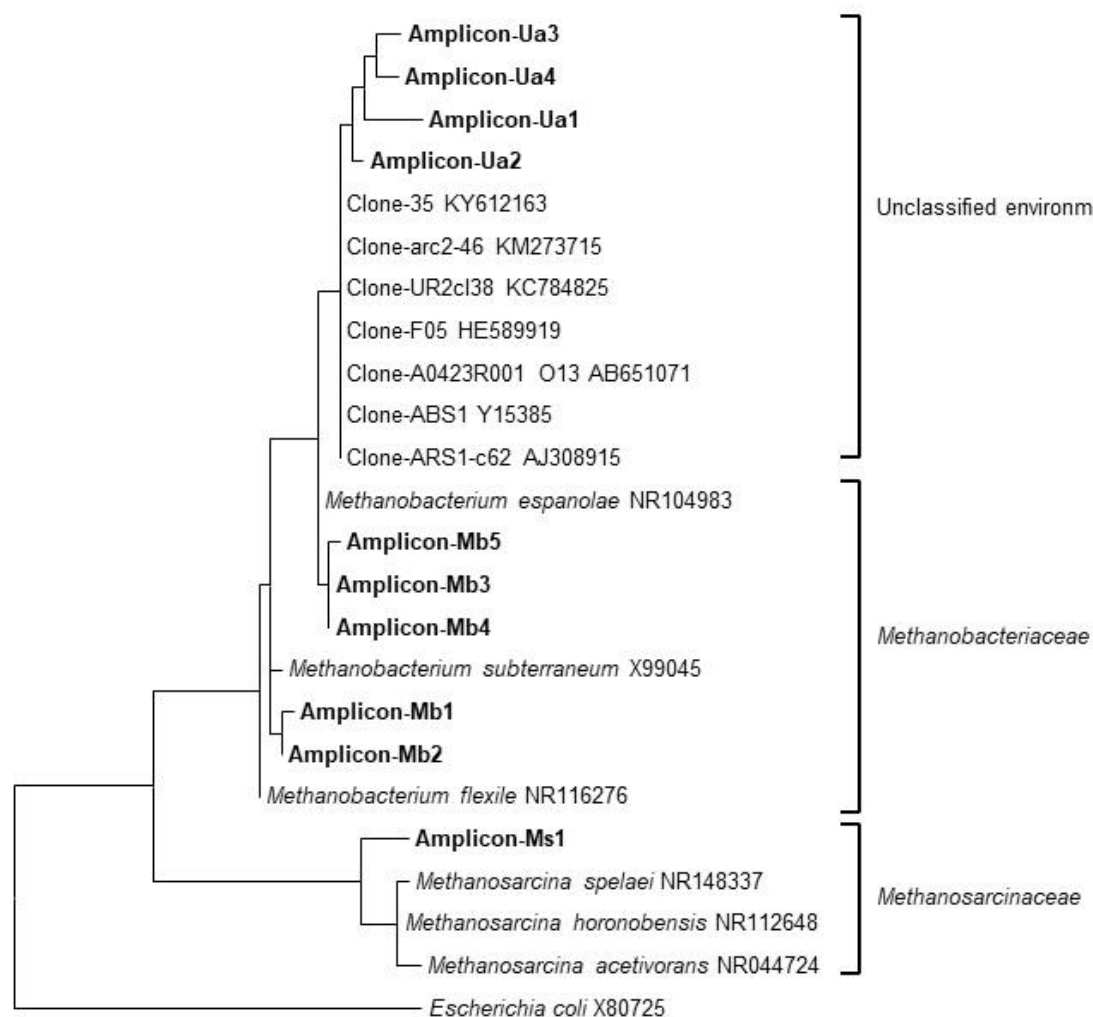 Amplicon-Ua3
Amplicon-Ua4
Amplicon-Ua1
Amplicon-Ua2
Clone-35 KY612163
Clone-arc2-46 KM273715
Clone-UR2cl38 KC784825
Clone-F05 HE589919
Clone-A0423R001 O13 AB651071
Clone-ABS1 Y15385
Clone-ARS1-c62 AJ308915
Unclassified environm
Methanobacterium espanolae NR104983
Amplicon-Mb5
Amplicon-Mb3
Amplicon-Mb4
Methanobacterium subterraneum X99045
Amplicon-Mb1
Amplicon-Mb2
Methanobacterium flexile NR116276
Methanobacteriaceae
Amplicon-Ms1
Methanosarcina spelaei NR148337
Methanosarcina horonobensis NR112648
Methanosarcina acetivorans NR044724
Methanosarcinaceae
Escherichia coli X80725